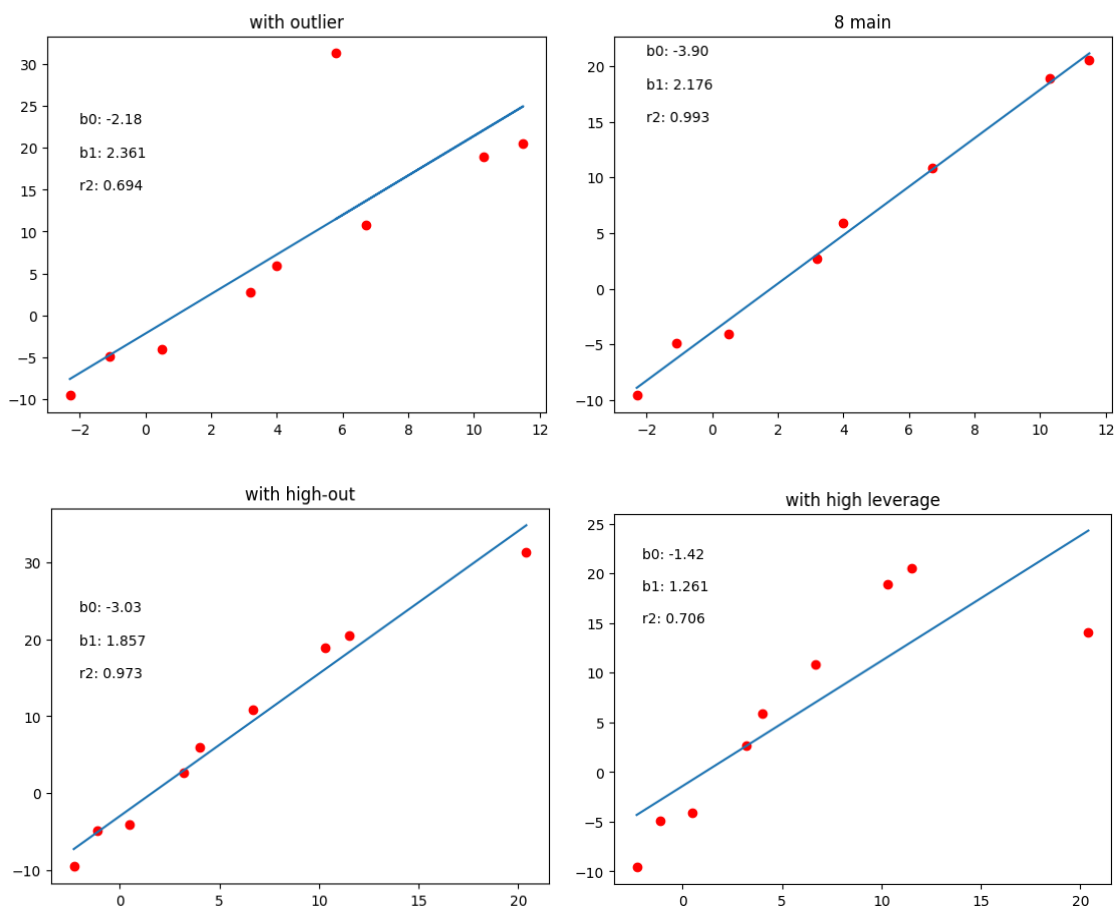 with outlier
b0: -2.18
b1: 2.361
r2: 0.694
30
25
20
15
10
5
0
−5
−10
−2 0 2 4 6 8 10 12
8 main
b0: -3.90
b1: 2.176
r2: 0.993
20
15
10
5
0
−5
−10
−2 0 2 4 6 8 10 12
with high-out
b0: -3.03
b1: 1.857
r2: 0.973
30
20
10
0
−10
0 5 10 15 20
with high leverage
b0: -1.42
b1: 1.261
r2: 0.706
25
20
15
10
5
0
−5
−10
0 5 10 15 20